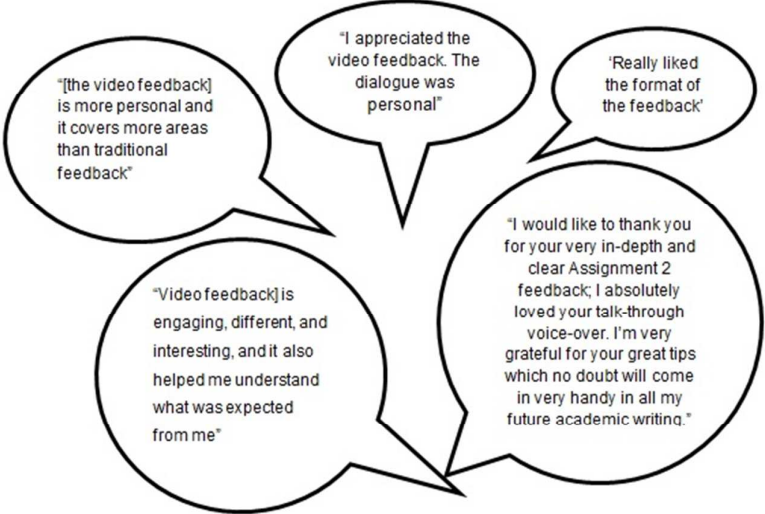 “[the video feedback]
is more personal and
it covers more areas
than traditional
feedback”
“I appreciated the
video feedback. The
dialogue was
personal”
‘Really liked
the format of
the feedback’
“Video feedback] is
engaging, different, and
interesting, and it also
helped me understand
what was expected
from me”
“I would like to thank you
for your very in-depth and
clear Assignment 2
feedback; I absolutely
loved your talk-through
voice-over. I’m very
grateful for your great tips
which no doubt will come
in very handy in all my
future academic writing.”